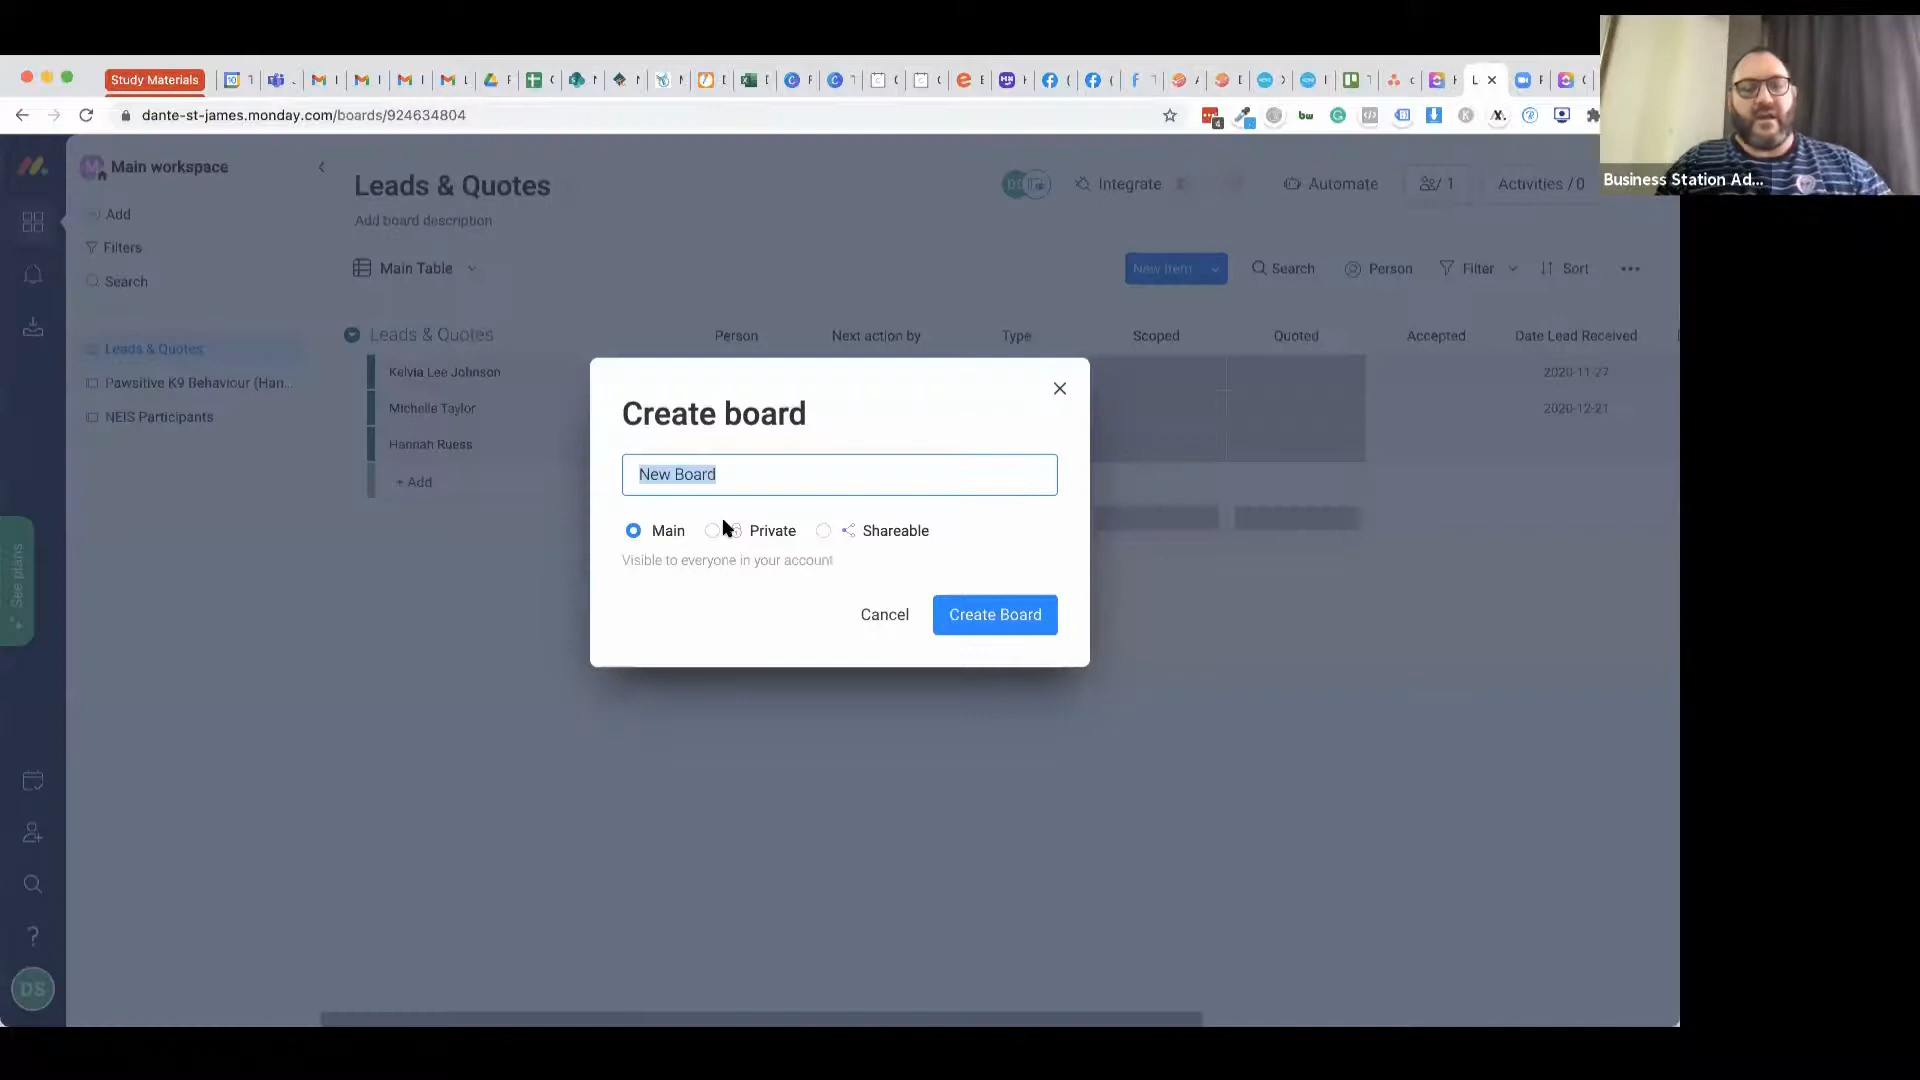 Study Materials
dante-st-james.monday.com/boards/924634804
Business Station Ad...
Main workspace
Add
Filters
Search
Leads & Quotes
Pawsitive K9 Behaviour (Han...
NEIS Participants
See plans
DS
Leads & Quotes
Add board description
Integrate
Automate
/ 1
Activities / 0
Main Table
New Item
Search
Person
Filter
Sort
Leads & Quotes
Person
Next action by
Type
Scoped
Quoted
Accepted
Date Lead Received
Kelvia Lee Johnson
2020-11-27
Michelle Taylor
2020-12-21
Hannah Ruess
+ Add
Create board
New Board
Main
Private
Shareable
Visible to everyone in your account
Cancel
Create Board